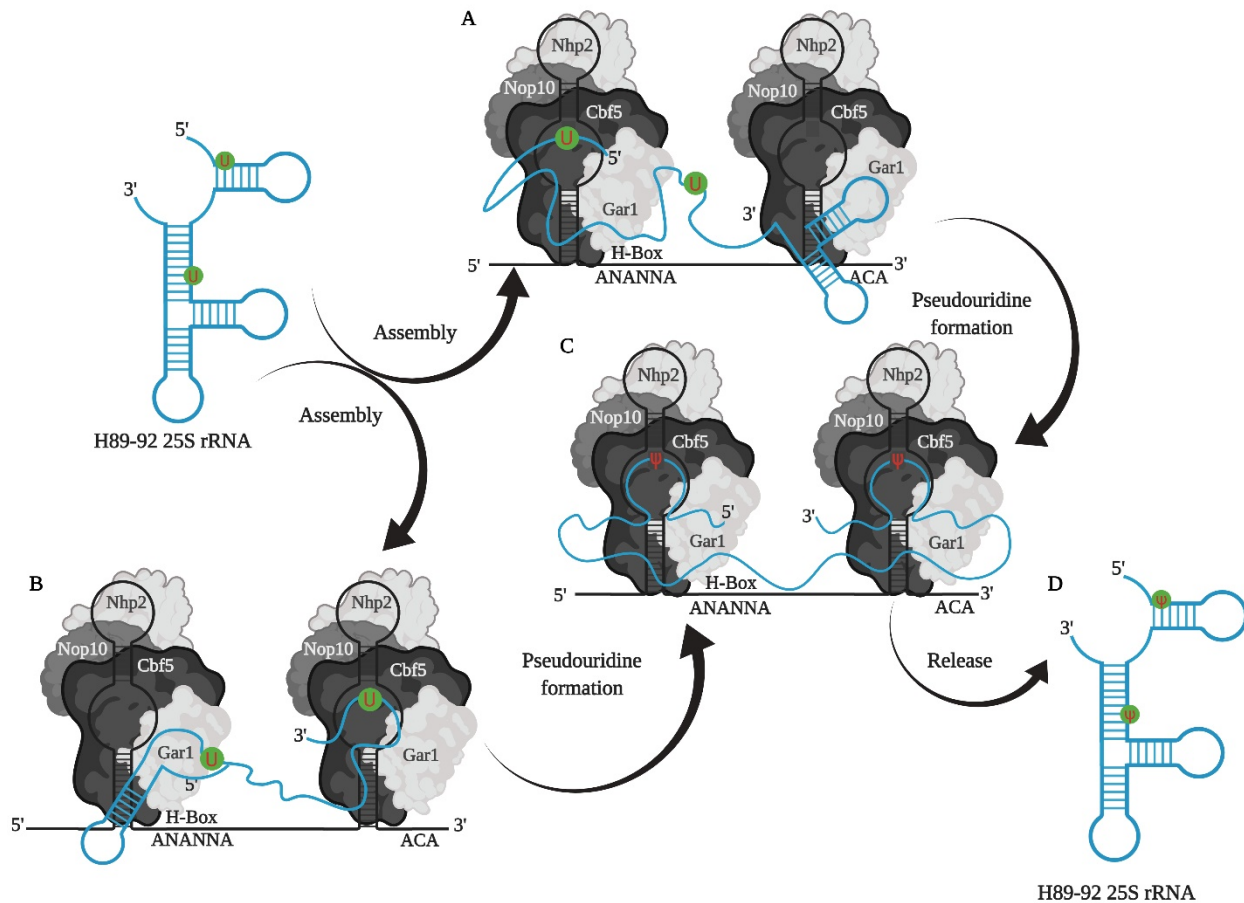 A
Nhp2
Nhp2
Nop10
Nop10
Cbf5
Cbf5
U
5'
Gar1
U
Gar1
3'
H-Box
5'
ANANNA
ACA
3'
5'
U
3'
U
H89-92 25S rRNA
Assembly
Assembly
Pseudouridine
formation
C
Nhp2
Nhp2
Nop10
Nop10
Cbf5
Cbf5
Ψ
Ψ
5'
3'
Gar1
Gar1
H-Box
5'
ANANNA
ACA
3'
B
Nhp2
Nhp2
Nop10
Nop10
Cbf5
Cbf5
U
3'
Gar1
U
Gar1
5'
H-Box
5'
ANANNA
ACA
3'
Pseudouridine
formation
Release
D
5'
Ψ
3'
Ψ
H89-92 25S rRNA